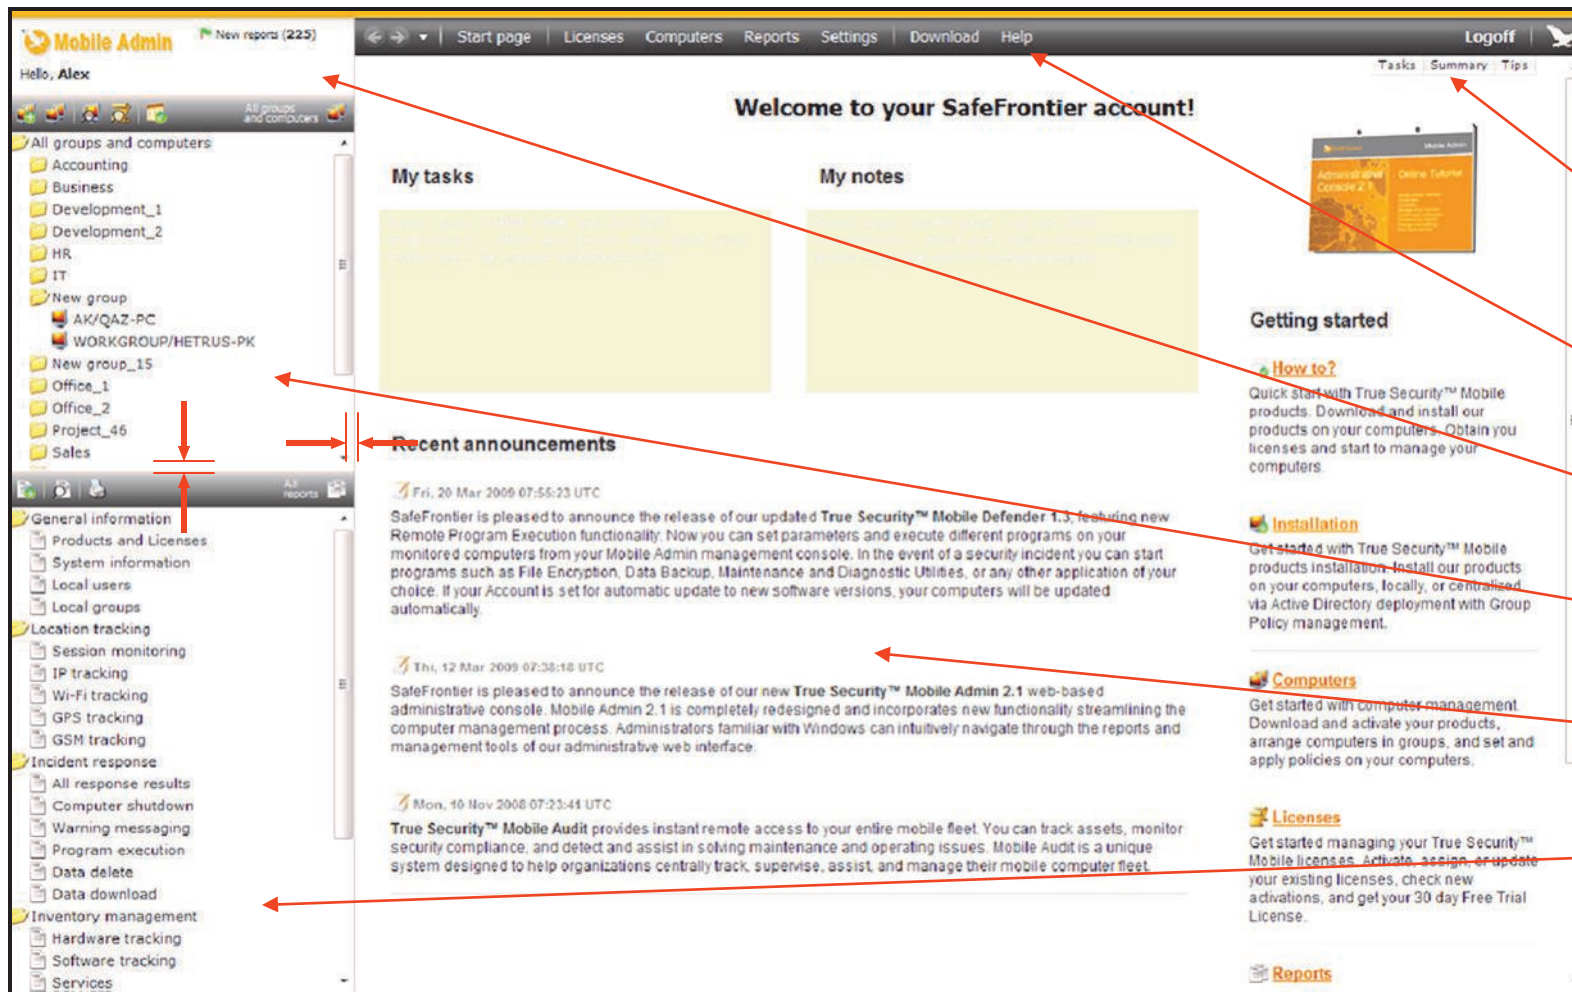 Mobile Admin
New reports (225)
Hello, Alex
Start page
Licenses
Computers
Reports
Settings
Download
Help
Logoff
Tasks
Summary
Tips
All groups
and computers
All groups and computers
Accounting
Business
Development_1
Development_2
HR
IT
New group
AK/QAZ-PC
WORKGROUP/HETRUS-PK
New group_15
Office_1
Office_2
Project_46
Sales
All
reports
General information
Products and Licenses
System information
Local users
Local groups
Location tracking
Session monitoring
IP tracking
Wi-Fi tracking
GPS tracking
GSM tracking
Incident response
All response results
Computer shutdown
Warning messaging
Program execution
Data delete
Data download
Inventory management
Hardware tracking
Software tracking
Services
Welcome to your SafeFrontier account!
My tasks
My notes
Recent announcements
Fri, 20 Mar 2009 07:55:23 UTC
SafeFrontier is pleased to announce the release of our updated True Security™ Mobile Defender 1.3, featuring new
Remote Program Execution functionality. Now you can set parameters and execute different programs on your
monitored computers from your Mobile Admin management console. In the event of a security incident you can start
programs such as File Encryption, Data Backup, Maintenance and Diagnostic Utilities, or any other application of your
choice. If your Account is set for automatic update to new software versions, your computers will be updated
automatically.
Thu, 12 Mar 2009 07:38:18 UTC
SafeFrontier is pleased to announce the release of our new True Security™ Mobile Admin 2.1 web-based
administrative console. Mobile Admin 2.1 is completely redesigned and incorporates new functionality streamlining the
computer management process. Administrators familiar with Windows can intuitively navigate through the reports and
management tools of our administrative web interface.
Mon, 10 Nov 2008 07:23:41 UTC
True Security™ Mobile Audit provides instant remote access to your entire mobile fleet. You can track assets, monitor
security compliance, and detect and assist in solving maintenance and operating issues. Mobile Audit is a unique
system designed to help organizations centrally track, supervise, assist, and manage their mobile computer fleet.
Mobile Admin
Administrative
Console 2.1
Online Tutorial
Getting started
How to?
Quick start with True Security™ Mobile
products. Download and install our
products on your computers. Obtain you
licenses and start to manage your
computers.
Installation
Get started with True Security™ Mobile
products installation. Install our products
on your computers, locally, or centralized
via Active Directory deployment with Group
Policy management.
Computers
Get started with computer management.
Download and activate your products,
arrange computers in groups, and set and
apply policies on your computers.
Licenses
Get started managing your True Security™
Mobile licenses. Activate, assign, or update
your existing licenses, check new
activations, and get your 30 day Free Trial
License.
Reports